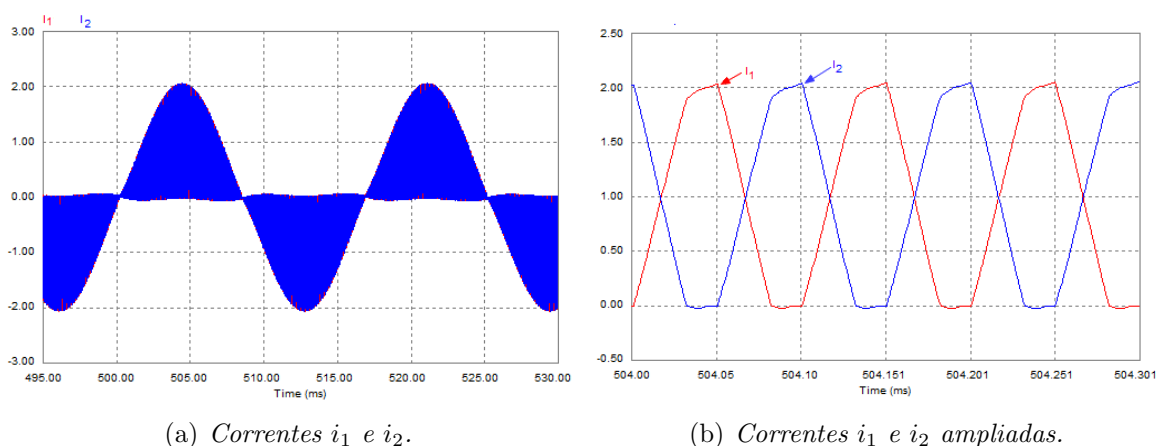 I1 I2
3.00
2.00
1.00
0.00
-1.00
-2.00
-3.00
495.00 500.00 505.00 510.00 515.00 520.00 525.00 530.00
Time (ms)
(a) Correntes i1 e i2.
2.50
2.00
1.50
1.00
0.50
0.00
-0.50
I1 I2
504.00 504.05 504.10 504.151 504.201 504.251 504.301
Time (ms)
(b) Correntes i1 e i2 ampliadas.